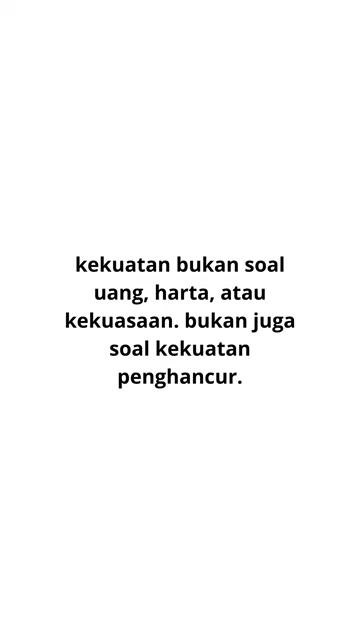 kekuatan bukan soal
uang, harta, atau
kekuasaan. bukan juga
soal kekuatan
penghancur.